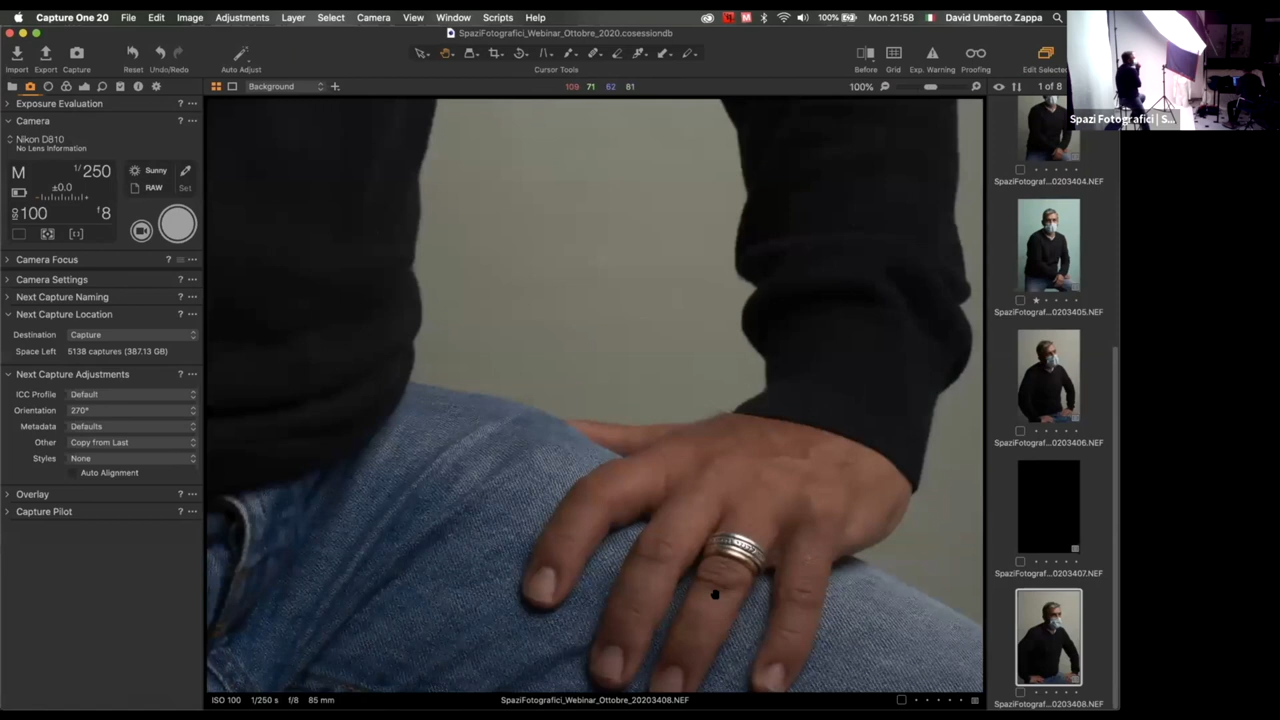 Capture One 20 File Edit Image Adjustments Layer Select Camera View Window Scripts Help 100% Mon 21:58 David Umberto Zappa
SpaziFotografici_Webinar_Ottobre_2020.cosessiondb
Import Export Capture Reset Undo/Redo Auto Adjust Cursor Tools Before Grid Exp. Warning Proofing Edit Selected
Background 109 71 62 81 100% 1 of 8
Spazi Fotografici | S...
Exposure Evaluation
Camera
Nikon D810
No Lens Information
M 1/250 Sunny
±0.0 RAW Set
ISO 100 f8
Camera Focus ?
Camera Settings ?
Next Capture Naming ?
Next Capture Location ?
Destination Capture
Space Left 5138 captures (387.13 GB)
Next Capture Adjustments ?
ICC Profile Default
Orientation 270°
Metadata Defaults
Other Copy from Last
Styles None
Auto Alignment
Overlay ?
Capture Pilot ?
SpaziFotograf...0203404.NEF
SpaziFotograf...0203405.NEF
SpaziFotograf...0203406.NEF
SpaziFotograf...0203407.NEF
SpaziFotograf...0203408.NEF
ISO 100 1/250 s f/8 85 mm SpaziFotografici_Webinar_Ottobre_20203408.NEF